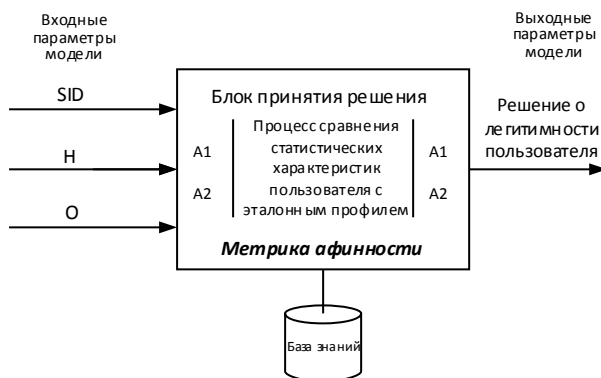 Входные
параметры
модели
SID
H
O
Блок принятия решения
A1
A2
Процесс сравнения
статистических
характеристик
пользователя с
эталонным профилем
A1
A2
Метрика афинности
База знаний
Выходные
параметры
модели
Решение о
легитимности
пользователя